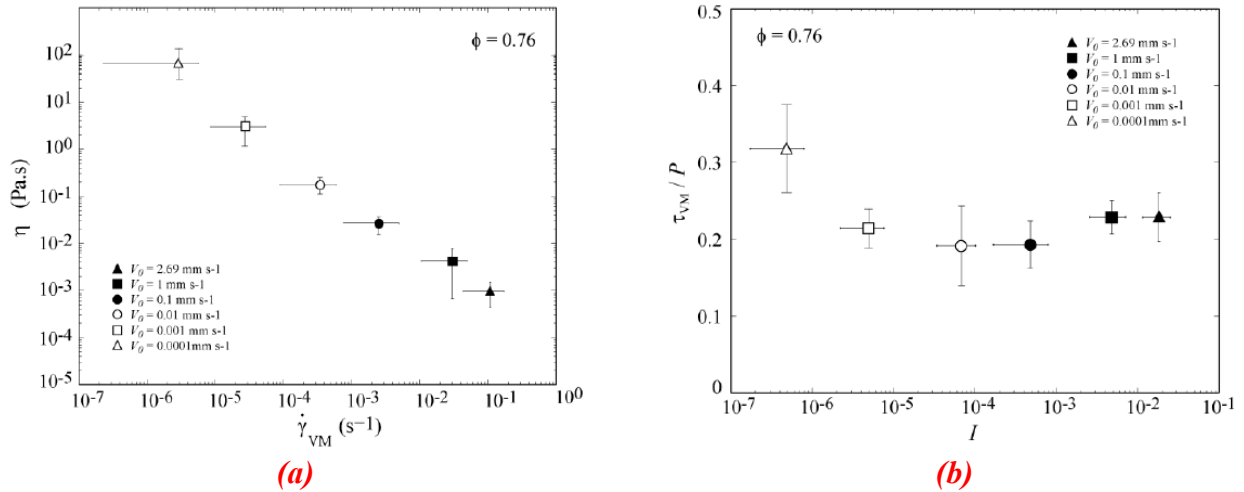 ϕ = 0.76
10²
10¹
10⁰
10⁻¹
10⁻²
10⁻³
10⁻⁴
10⁻⁵
η (Pa.s)
V₀ = 2.69 mm s-1
V₀ = 1 mm s-1
V₀ = 0.1 mm s-1
V₀ = 0.01 mm s-1
V₀ = 0.001 mm s-1
V₀ = 0.0001mm s-1
10⁻⁷ 10⁻⁶ 10⁻⁵ 10⁻⁴ 10⁻³ 10⁻² 10⁻¹ 10⁰
γ̇_VM (s⁻¹)
(a)
0.5
0.4
0.3
0.2
0.1
0
τ_VM / P
ϕ = 0.76
V₀ = 2.69 mm s-1
V₀ = 1 mm s-1
V₀ = 0.1 mm s-1
V₀ = 0.01 mm s-1
V₀ = 0.001 mm s-1
V₀ = 0.0001mm s-1
10⁻⁷ 10⁻⁶ 10⁻⁵ 10⁻⁴ 10⁻³ 10⁻² 10⁻¹
I
(b)